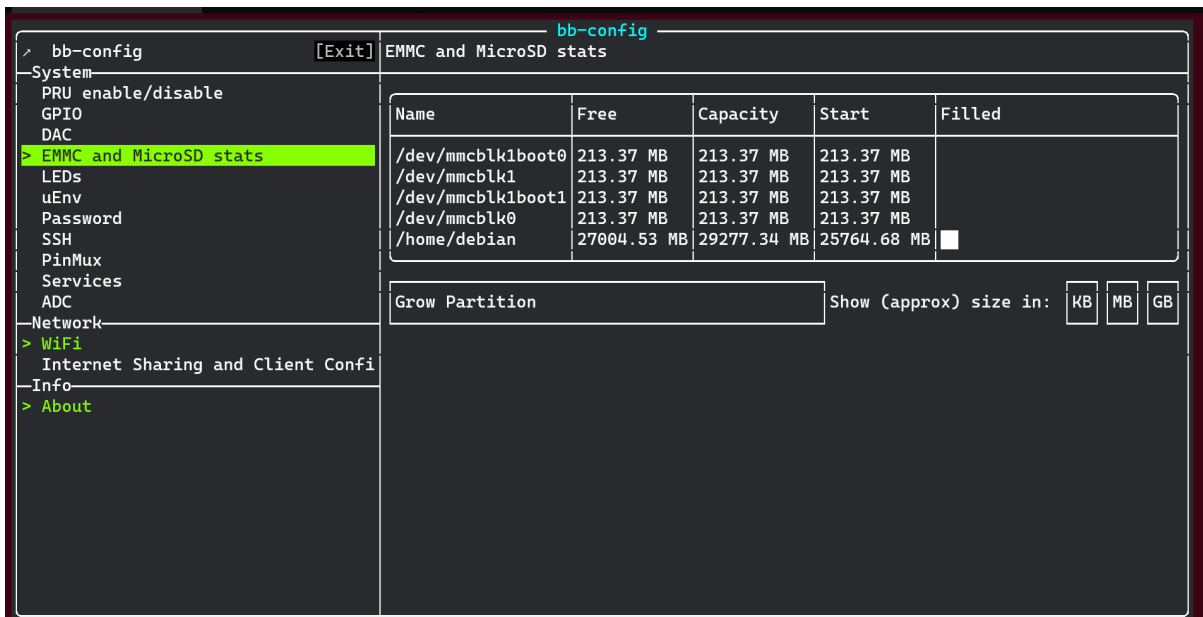 bb-config
↗ bb-config [Exit]
System
PRU enable/disable
GPIO
DAC
> EMMC and MicroSD stats
LEDs
uEnv
Password
SSH
PinMux
Services
ADC
Network
> WiFi
Internet Sharing and Client Confi
Info
> About
EMMC and MicroSD stats
Name Free Capacity Start Filled
/dev/mmcblk1boot0 213.37 MB 213.37 MB 213.37 MB
/dev/mmcblk1 213.37 MB 213.37 MB 213.37 MB
/dev/mmcblk1boot1 213.37 MB 213.37 MB 213.37 MB
/dev/mmcblk0 213.37 MB 213.37 MB 213.37 MB
/home/debian 27004.53 MB 29277.34 MB 25764.68 MB
Grow Partition Show (approx) size in: KB MB GB